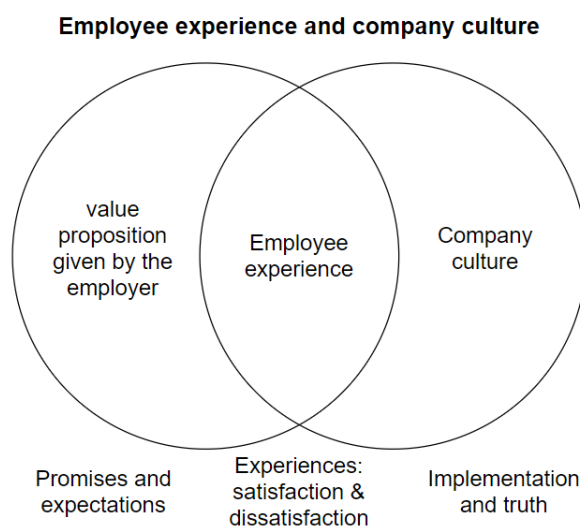 Employee experience and company culture
value
proposition
given by the
employer
Employee
experience
Company
culture
Promises and
expectations
Experiences:
satisfaction &
dissatisfaction
Implementation
and truth